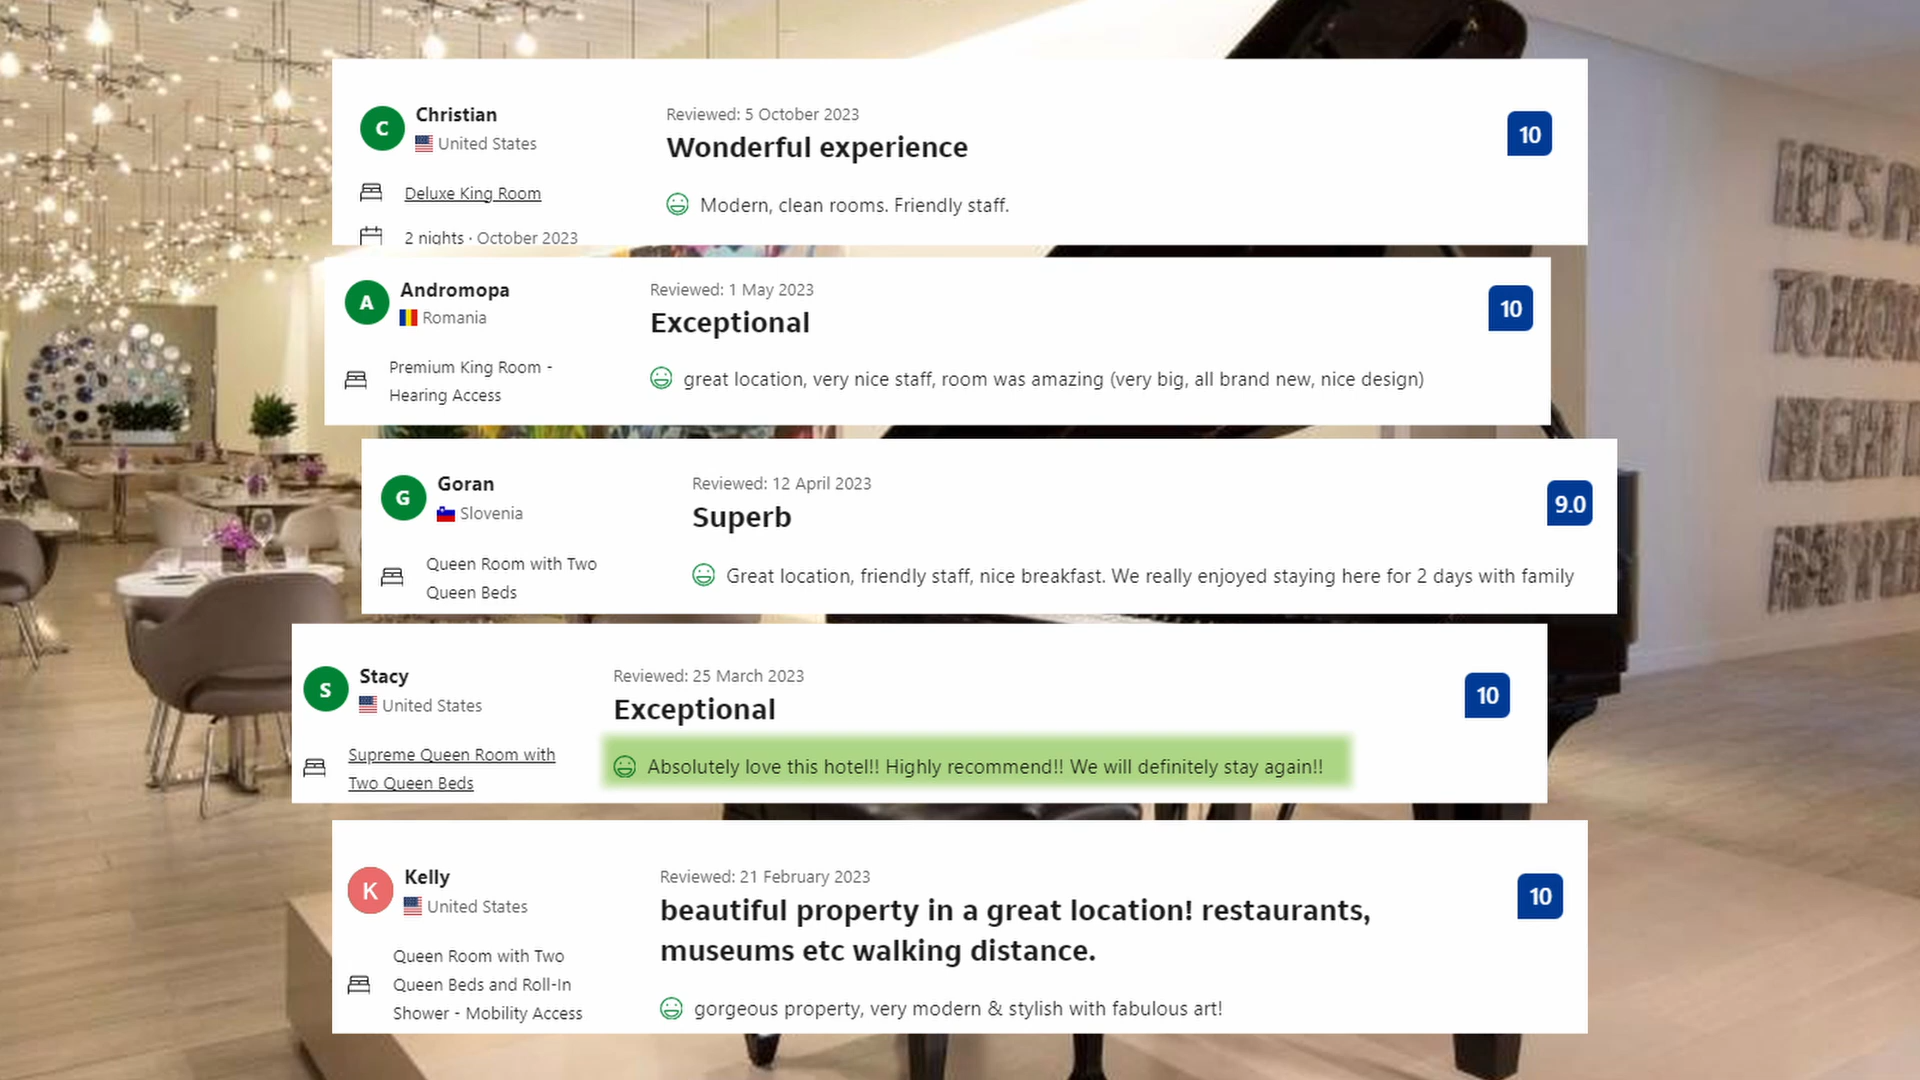 C
Christian
United States
Deluxe King Room
2 nights · October 2023
Reviewed: 5 October 2023
Wonderful experience
Modern, clean rooms. Friendly staff.
10
A
Andromopa
Romania
Premium King Room -
Hearing Access
Reviewed: 1 May 2023
Exceptional
great location, very nice staff, room was amazing (very big, all brand new, nice design)
10
G
Goran
Slovenia
Queen Room with Two
Queen Beds
Reviewed: 12 April 2023
Superb
Great location, friendly staff, nice breakfast. We really enjoyed staying here for 2 days with family
9.0
S
Stacy
United States
Supreme Queen Room with
Two Queen Beds
Reviewed: 25 March 2023
Exceptional
Absolutely love this hotel!! Highly recommend!! We will definitely stay again!!
10
K
Kelly
United States
Queen Room with Two
Queen Beds and Roll-In
Shower - Mobility Access
Reviewed: 21 February 2023
beautiful property in a great location! restaurants,
museums etc walking distance.
gorgeous property, very modern & stylish with fabulous art!
10
LET'S